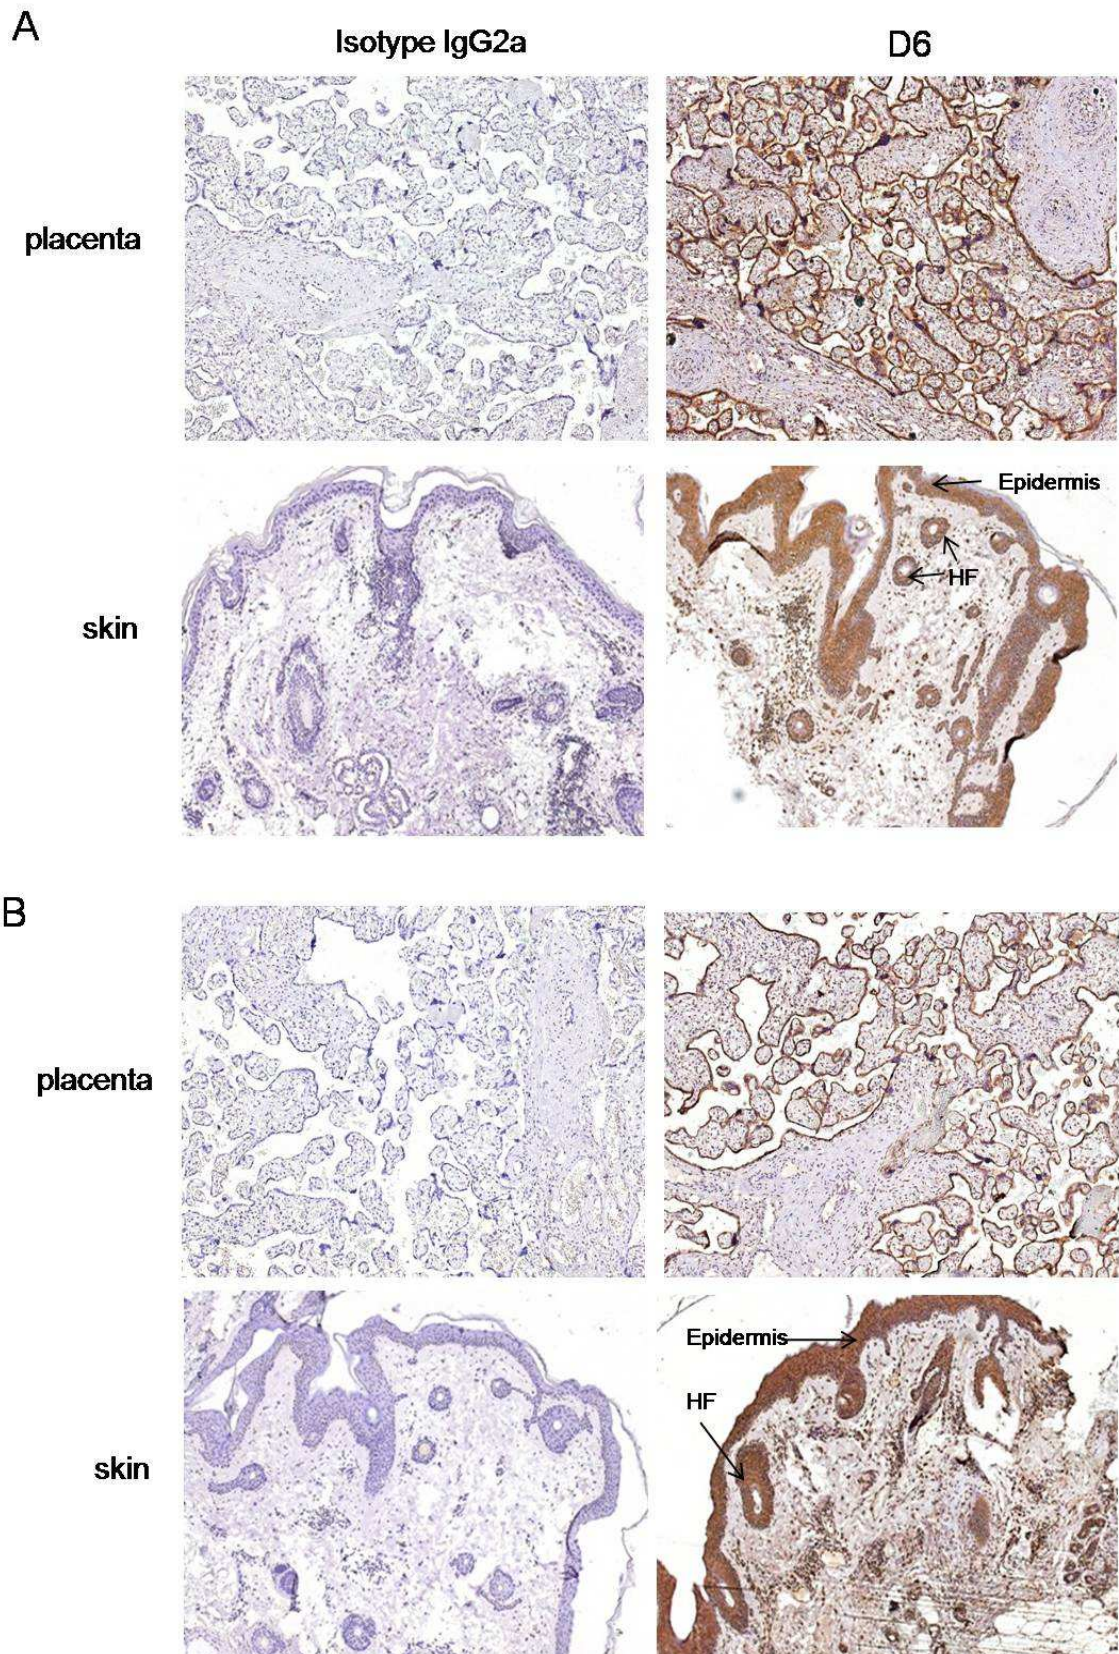 A
Isotype IgG2a
D6
placenta
Epidermis
HF
skin
B
placenta
Epidermis
HF
skin